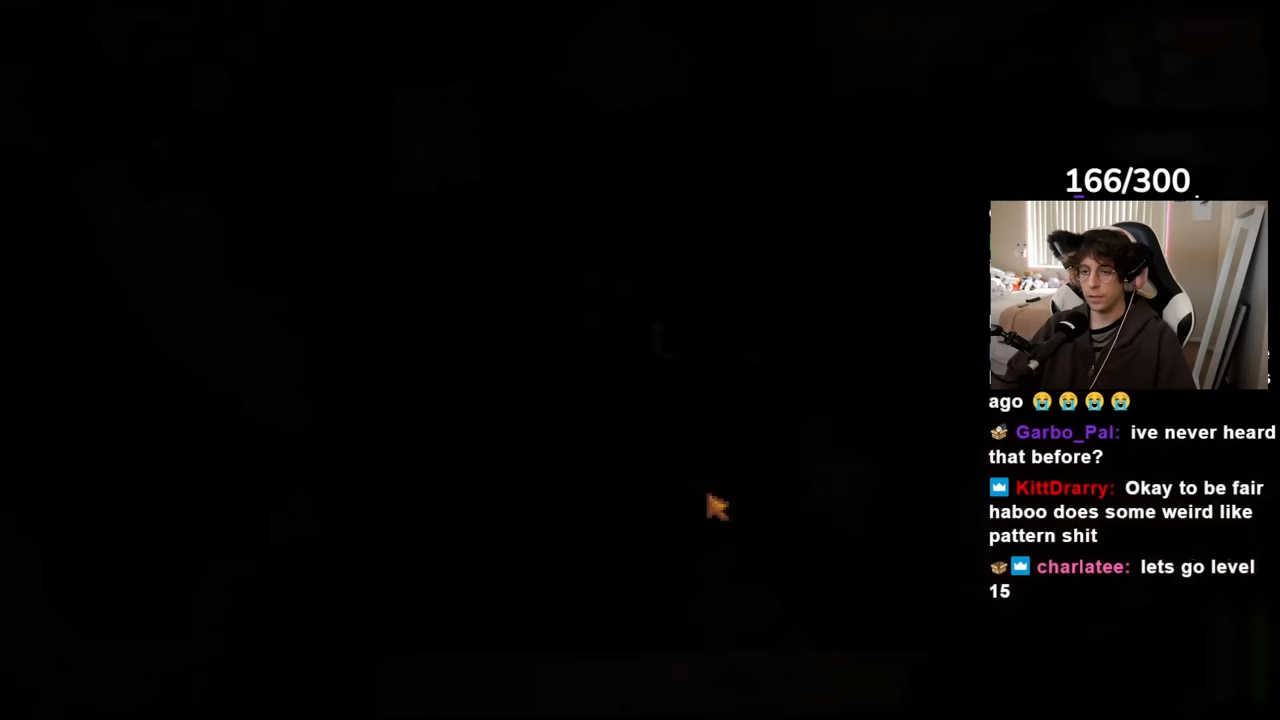 166/300
ago 😭 😭 😭 😭
Garbo_Pal: ive never heard
that before?
KittDrarry: Okay to be fair
haboo does some weird like
pattern shit
charlatee: lets go level
15